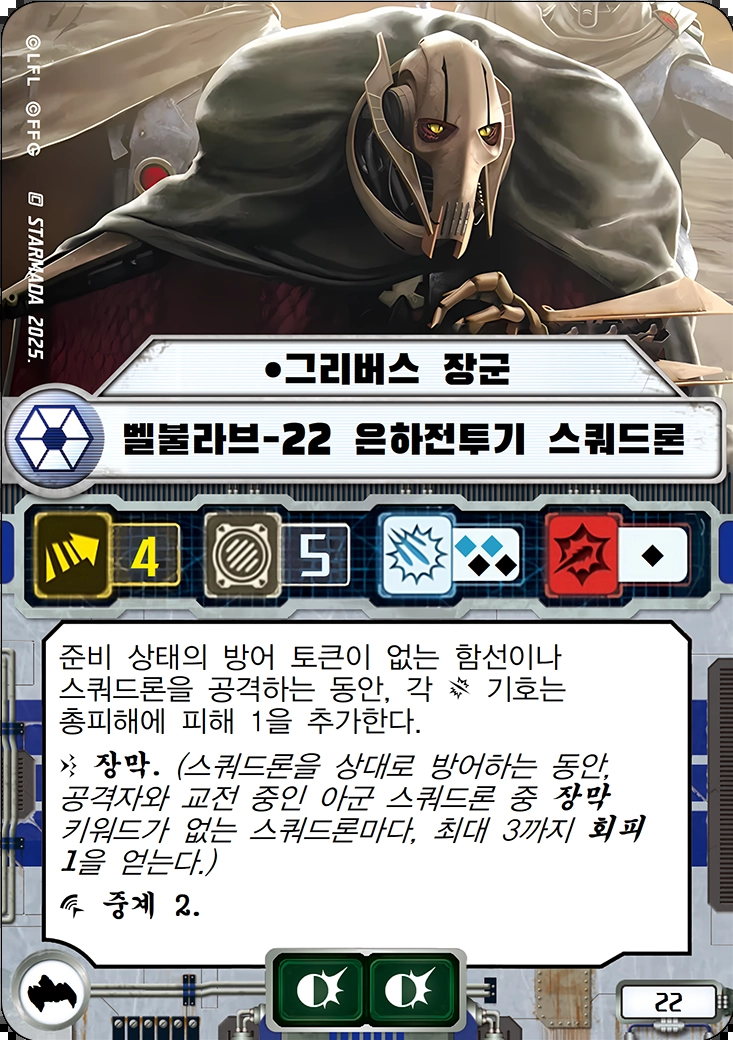 ©LFL ©FFG
STARMADA 2025.
•그리버스 장군
벨불라브-22 은하전투기 스쿼드론
4
5
준비 상태의 방어 토큰이 없는 함선이나
스쿼드론을 공격하는 동안, 각 기호는
총피해에 피해 1을 추가한다.
장막. (스쿼드론을 상대로 방어하는 동안,
공격자와 교전 중인 아군 스쿼드론 중 장막
키워드가 없는 스쿼드론마다, 최대 3까지 회피
1을 얻는다.)
중계 2.
22